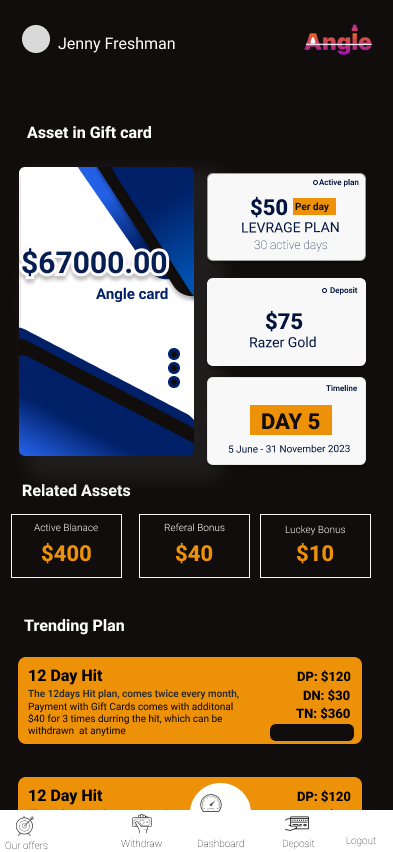 Jenny Freshman
Angle
Asset in Gift card
$67000.00
Angle card
Active plan
$50 Per day
LEVRAGE PLAN
30 active days
Deposit
$75
Razer Gold
Timeline
DAY 5
5 June - 31 November 2023
Related Assets
Active Blanace
$400
Referal Bonus
$40
Luckey Bonus
$10
Trending Plan
12 Day Hit
The 12days Hit plan, comes twice every month,
Payment with Gift Cards comes with additonal
$40 for 3 times durring the hit, which can be
withdrawn at anytime
DP: $120
DN: $30
TN: $360
12 Day Hit
DP: $120
Our offers
Withdraw
Dashboard
Deposit
Logout